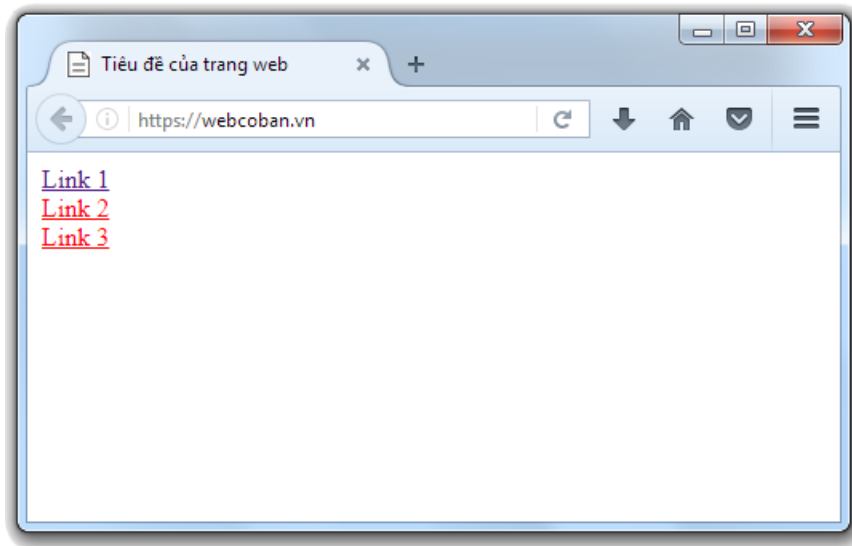 Tiêu đề của trang web
https://webcoban.vn
Link 1
Link 2
Link 3